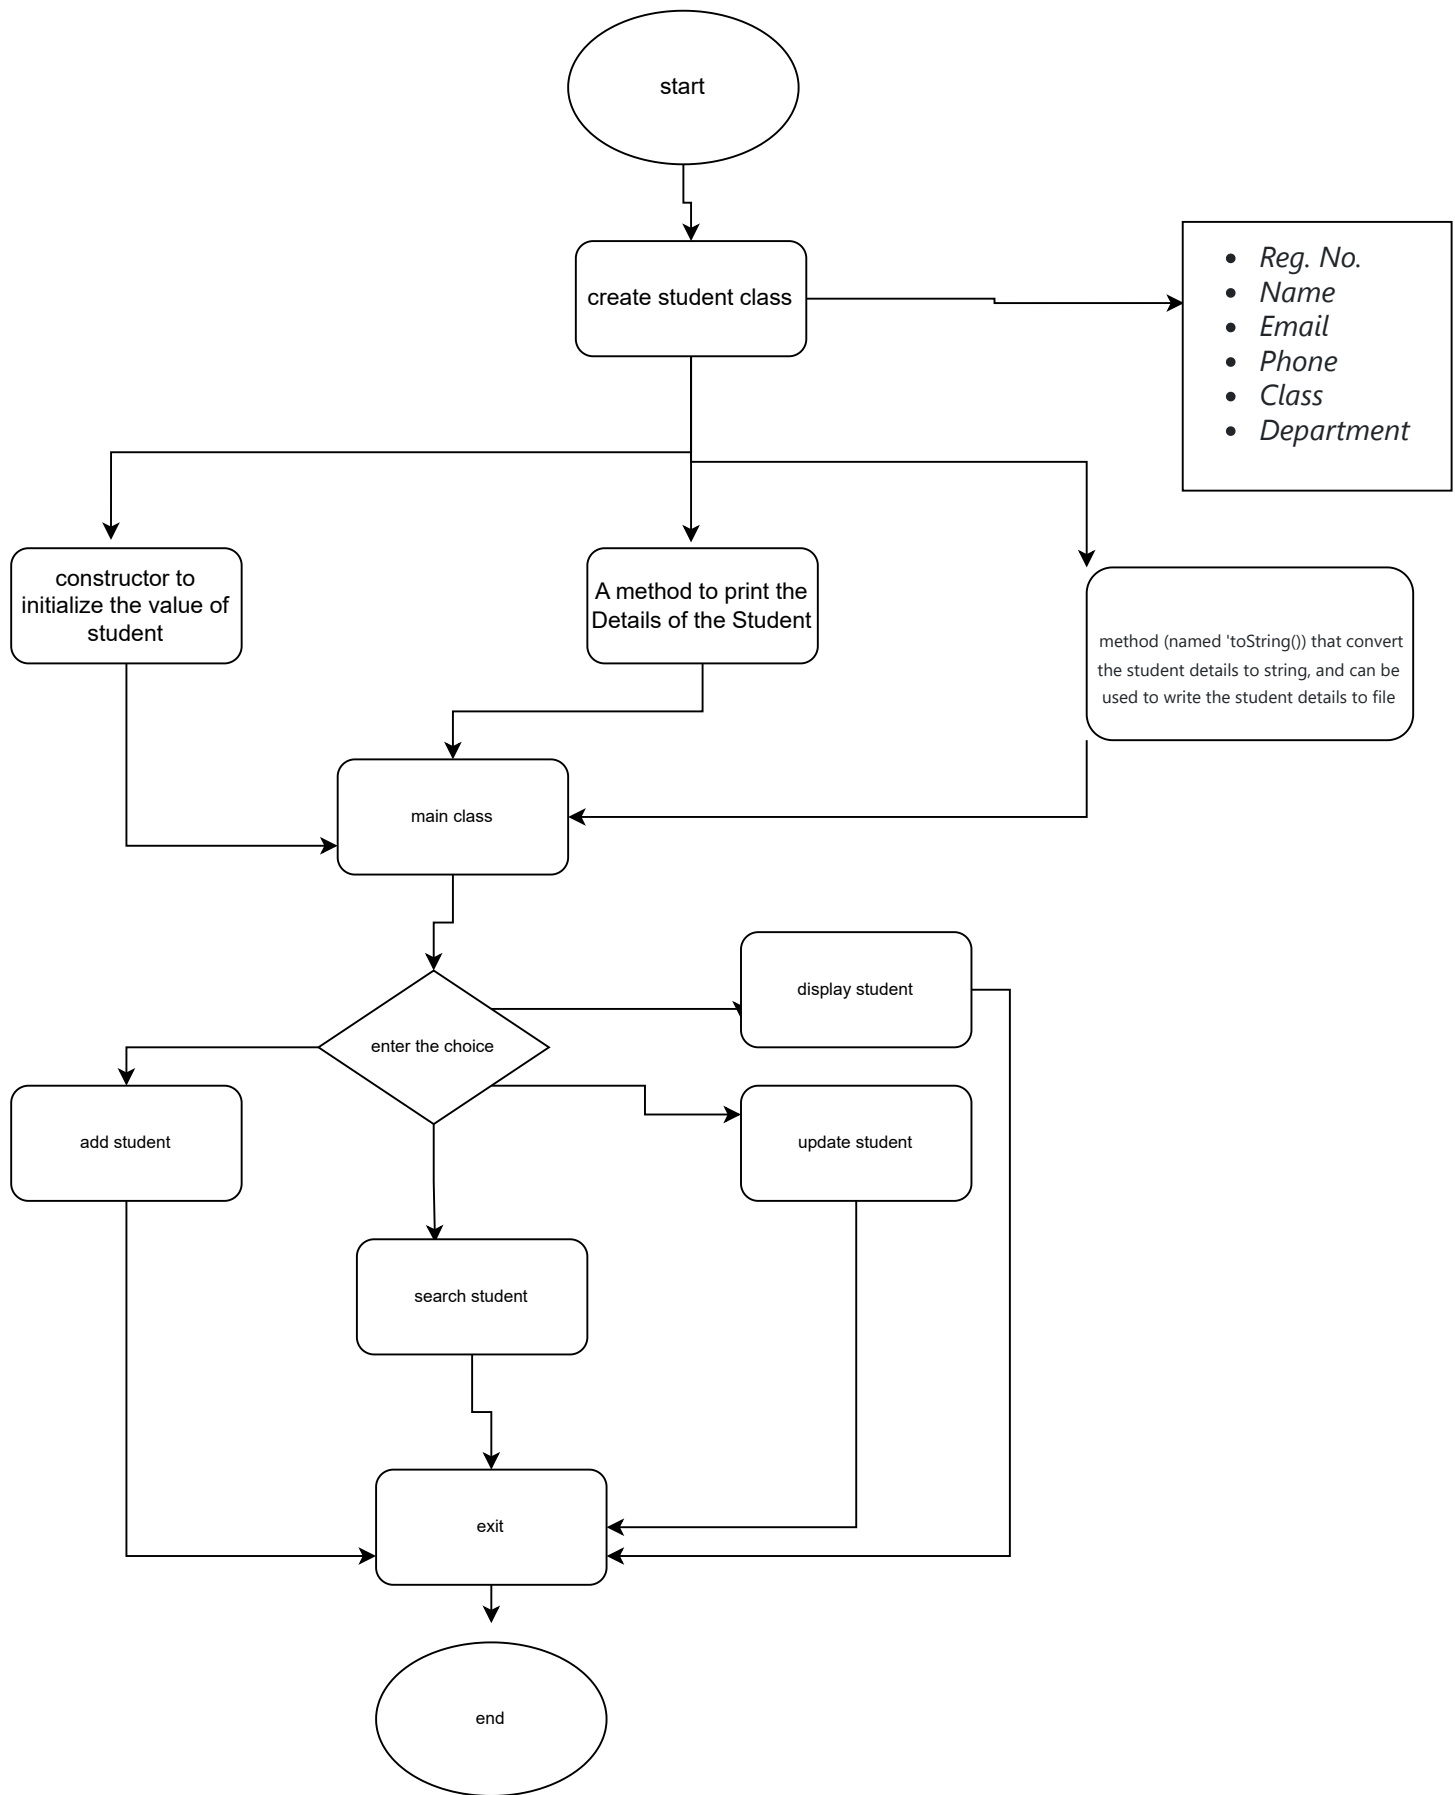 start
create student class
Reg. No.
Name
Email
Phone
Class
Department
constructor to
initialize the value of
student
A method to print the
Details of the Student
method (named 'toString()) that convert
the student details to string, and can be
used to write the student details to file
main class
enter the choice
display student
add student
update student
search student
exit
end